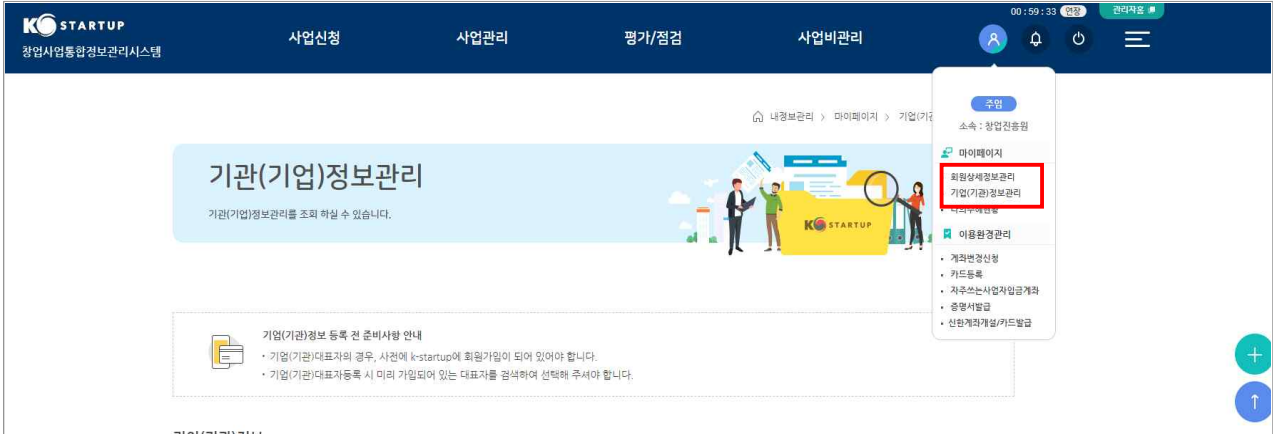 00:59:33 연장 관리자홈
K STARTUP
창업사업통합정보관리시스템
사업신청 사업관리 평가/점검 사업비관리
내정보관리 > 마이페이지 > 기업(기관
주임
소속 : 창업진흥원
마이페이지
회원상세정보관리
기업(기관)정보관리
이용환경관리
• 계좌변경신청
• 카드등록
• 자주쓰는사업자입금계좌
• 증명서발급
• 신한계좌개설/카드발급
기관(기업)정보관리
기관(기업)정보관리를 조회 하실 수 있습니다.
K STARTUP
기업(기관)정보 등록 전 준비사항 안내
• 기업(기관)대표자의 경우, 사전에 k-startup에 회원가입이 되어 있어야 합니다.
• 기업(기관)대표자등록 시 미리 가입되어 있는 대표자를 검색하여 선택해 주셔야 합니다.